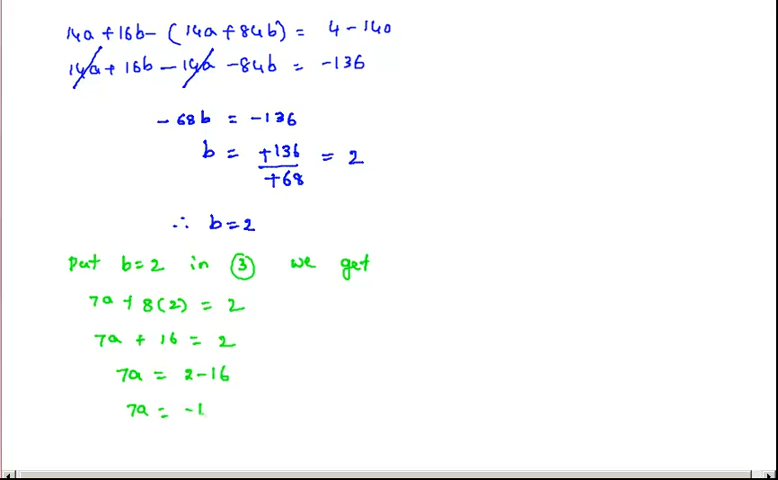 14a + 16b - (14a + 84b) = 4 - 140
14a + 16b - 14a - 84b = -136
- 68b = -136
b = +136/+68 = 2
∴ b = 2
Put b = 2 in ③ we get
7a + 8(2) = 2
7a + 16 = 2
7a = 2 - 16
7a = -1